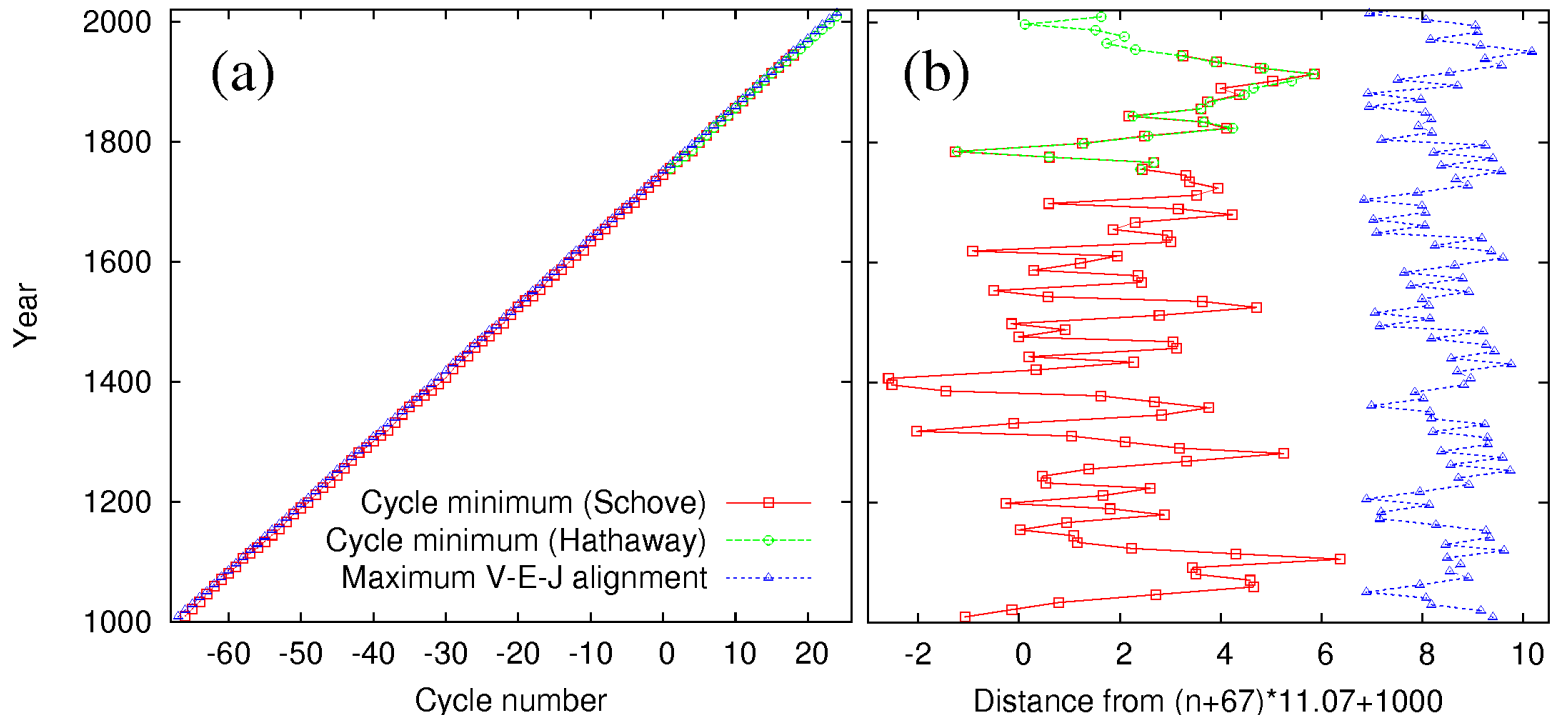 (a)
2000
1800
1600
1400
1200
1000
Year
Cycle minimum (Schove)
Cycle minimum (Hathaway)
Maximum V-E-J alignment
-60 -50 -40 -30 -20 -10 0 10 20
Cycle number
(b)
-2 0 2 4 6 8 10
Distance from (n+67)*11.07+1000